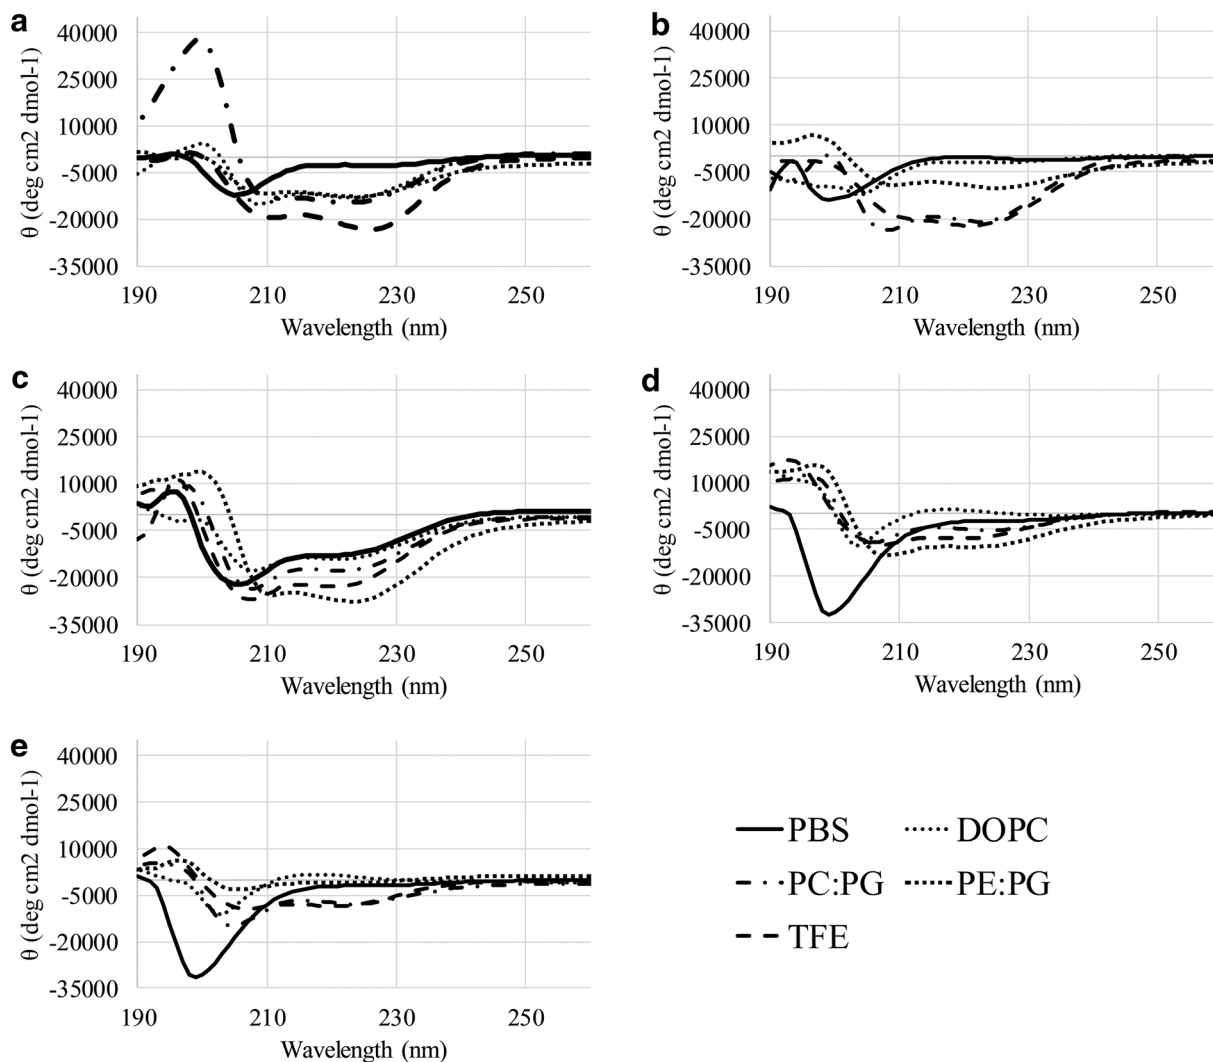 a
40000
25000
10000
-5000
-20000
-35000
θ (deg cm2 dmol-1)
190
210
230
250
Wavelength (nm)
b
40000
25000
10000
-5000
-20000
-35000
θ (deg cm2 dmol-1)
190
210
230
250
Wavelength (nm)
c
40000
25000
10000
-5000
-20000
-35000
θ (deg cm2 dmol-1)
190
210
230
250
Wavelength (nm)
d
40000
25000
10000
-5000
-20000
-35000
θ (deg cm2 dmol-1)
190
210
230
250
Wavelength (nm)
e
40000
25000
10000
-5000
-20000
-35000
θ (deg cm2 dmol-1)
190
210
230
250
Wavelength (nm)
PBS
DOPC
PC:PG
PE:PG
TFE